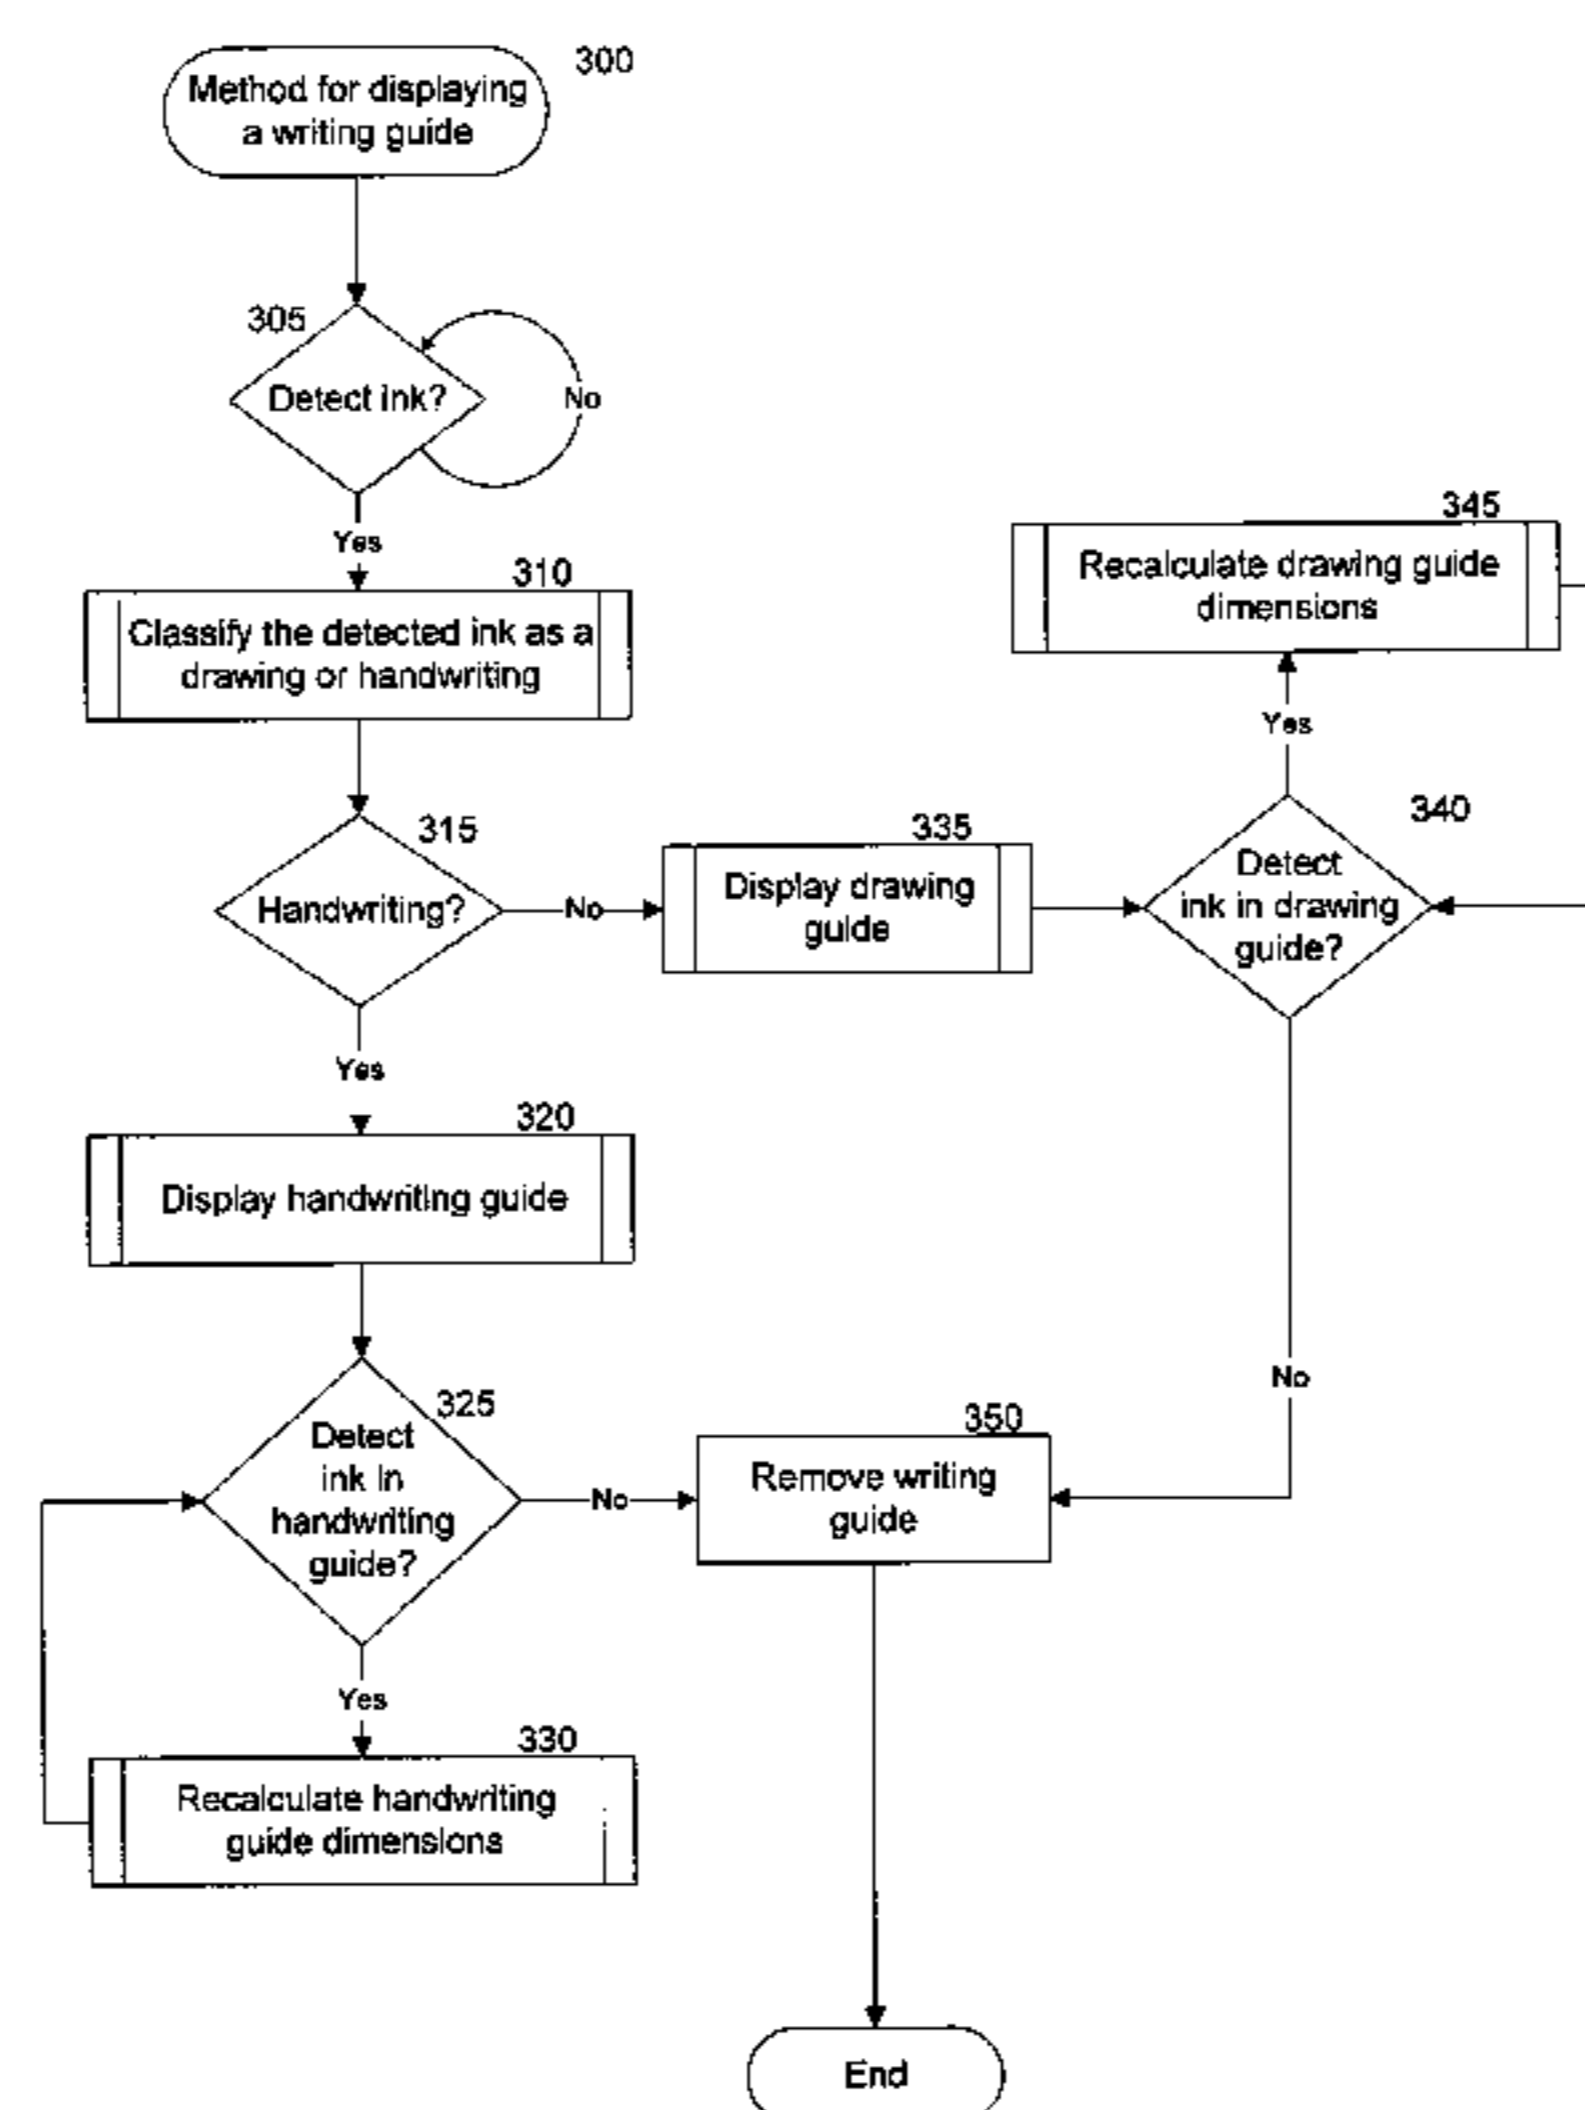 300
Method for displaying
a writing guide
305
Detect ink?
No
Yes
310
Classify the detected ink as a
drawing or handwriting
315
Handwriting?
No
335
Display drawing
guide
345
Recalculate drawing guide
dimensions
Yes
340
Detect
ink in drawing
guide?
No
Yes
320
Display handwriting guide
325
Detect
ink in
handwriting
guide?
No
350
Remove writing
guide
Yes
330
Recalculate handwriting
guide dimensions
End